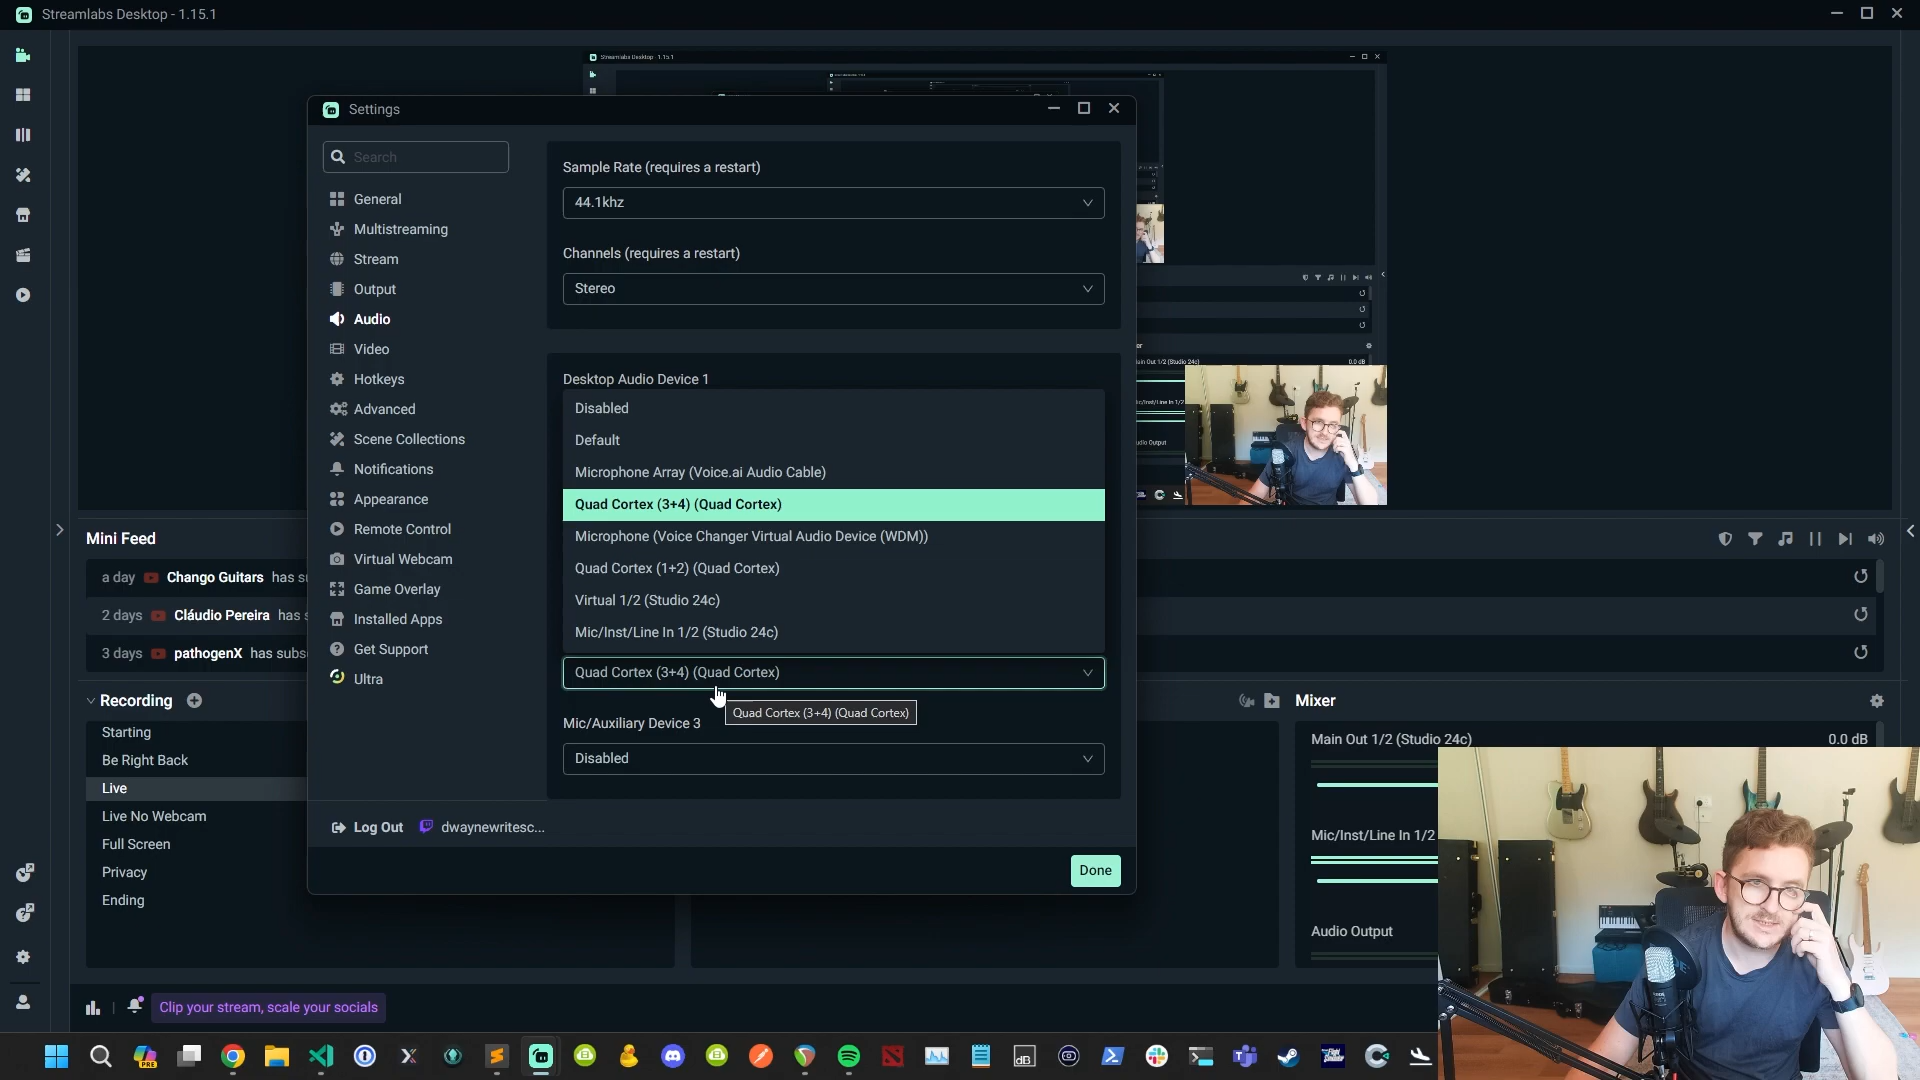 Streamlabs Desktop - 1.15.1
Streamlabs Desktop - 1.15.1
Settings
Search
General
Multistreaming
Stream
Output
Audio
Video
Hotkeys
Advanced
Scene Collections
Notifications
Appearance
Remote Control
Virtual Webcam
Game Overlay
Installed Apps
Get Support
Ultra
Log Out
dwaynewritesc...
Sample Rate (requires a restart)
44.1khz
Channels (requires a restart)
Stereo
Desktop Audio Device 1
Disabled
Default
Microphone Array (Voice.ai Audio Cable)
Quad Cortex (3+4) (Quad Cortex)
Microphone (Voice Changer Virtual Audio Device (WDM))
Quad Cortex (1+2) (Quad Cortex)
Virtual 1/2 (Studio 24c)
Mic/Inst/Line In 1/2 (Studio 24c)
Quad Cortex (3+4) (Quad Cortex)
Quad Cortex (3+4) (Quad Cortex)
Mic/Auxiliary Device 3
Disabled
Done
Mini Feed
a day Chango Guitars has su
2 days Cláudio Pereira has s
3 days pathogenX has subs
Recording
Starting
Be Right Back
Live
Live No Webcam
Full Screen
Privacy
Ending
Mixer
Main Out 1/2 (Studio 24c) 0.0 dB
Mic/Inst/Line In 1/2
Audio Output
Clip your stream, scale your socials
PRE
dB